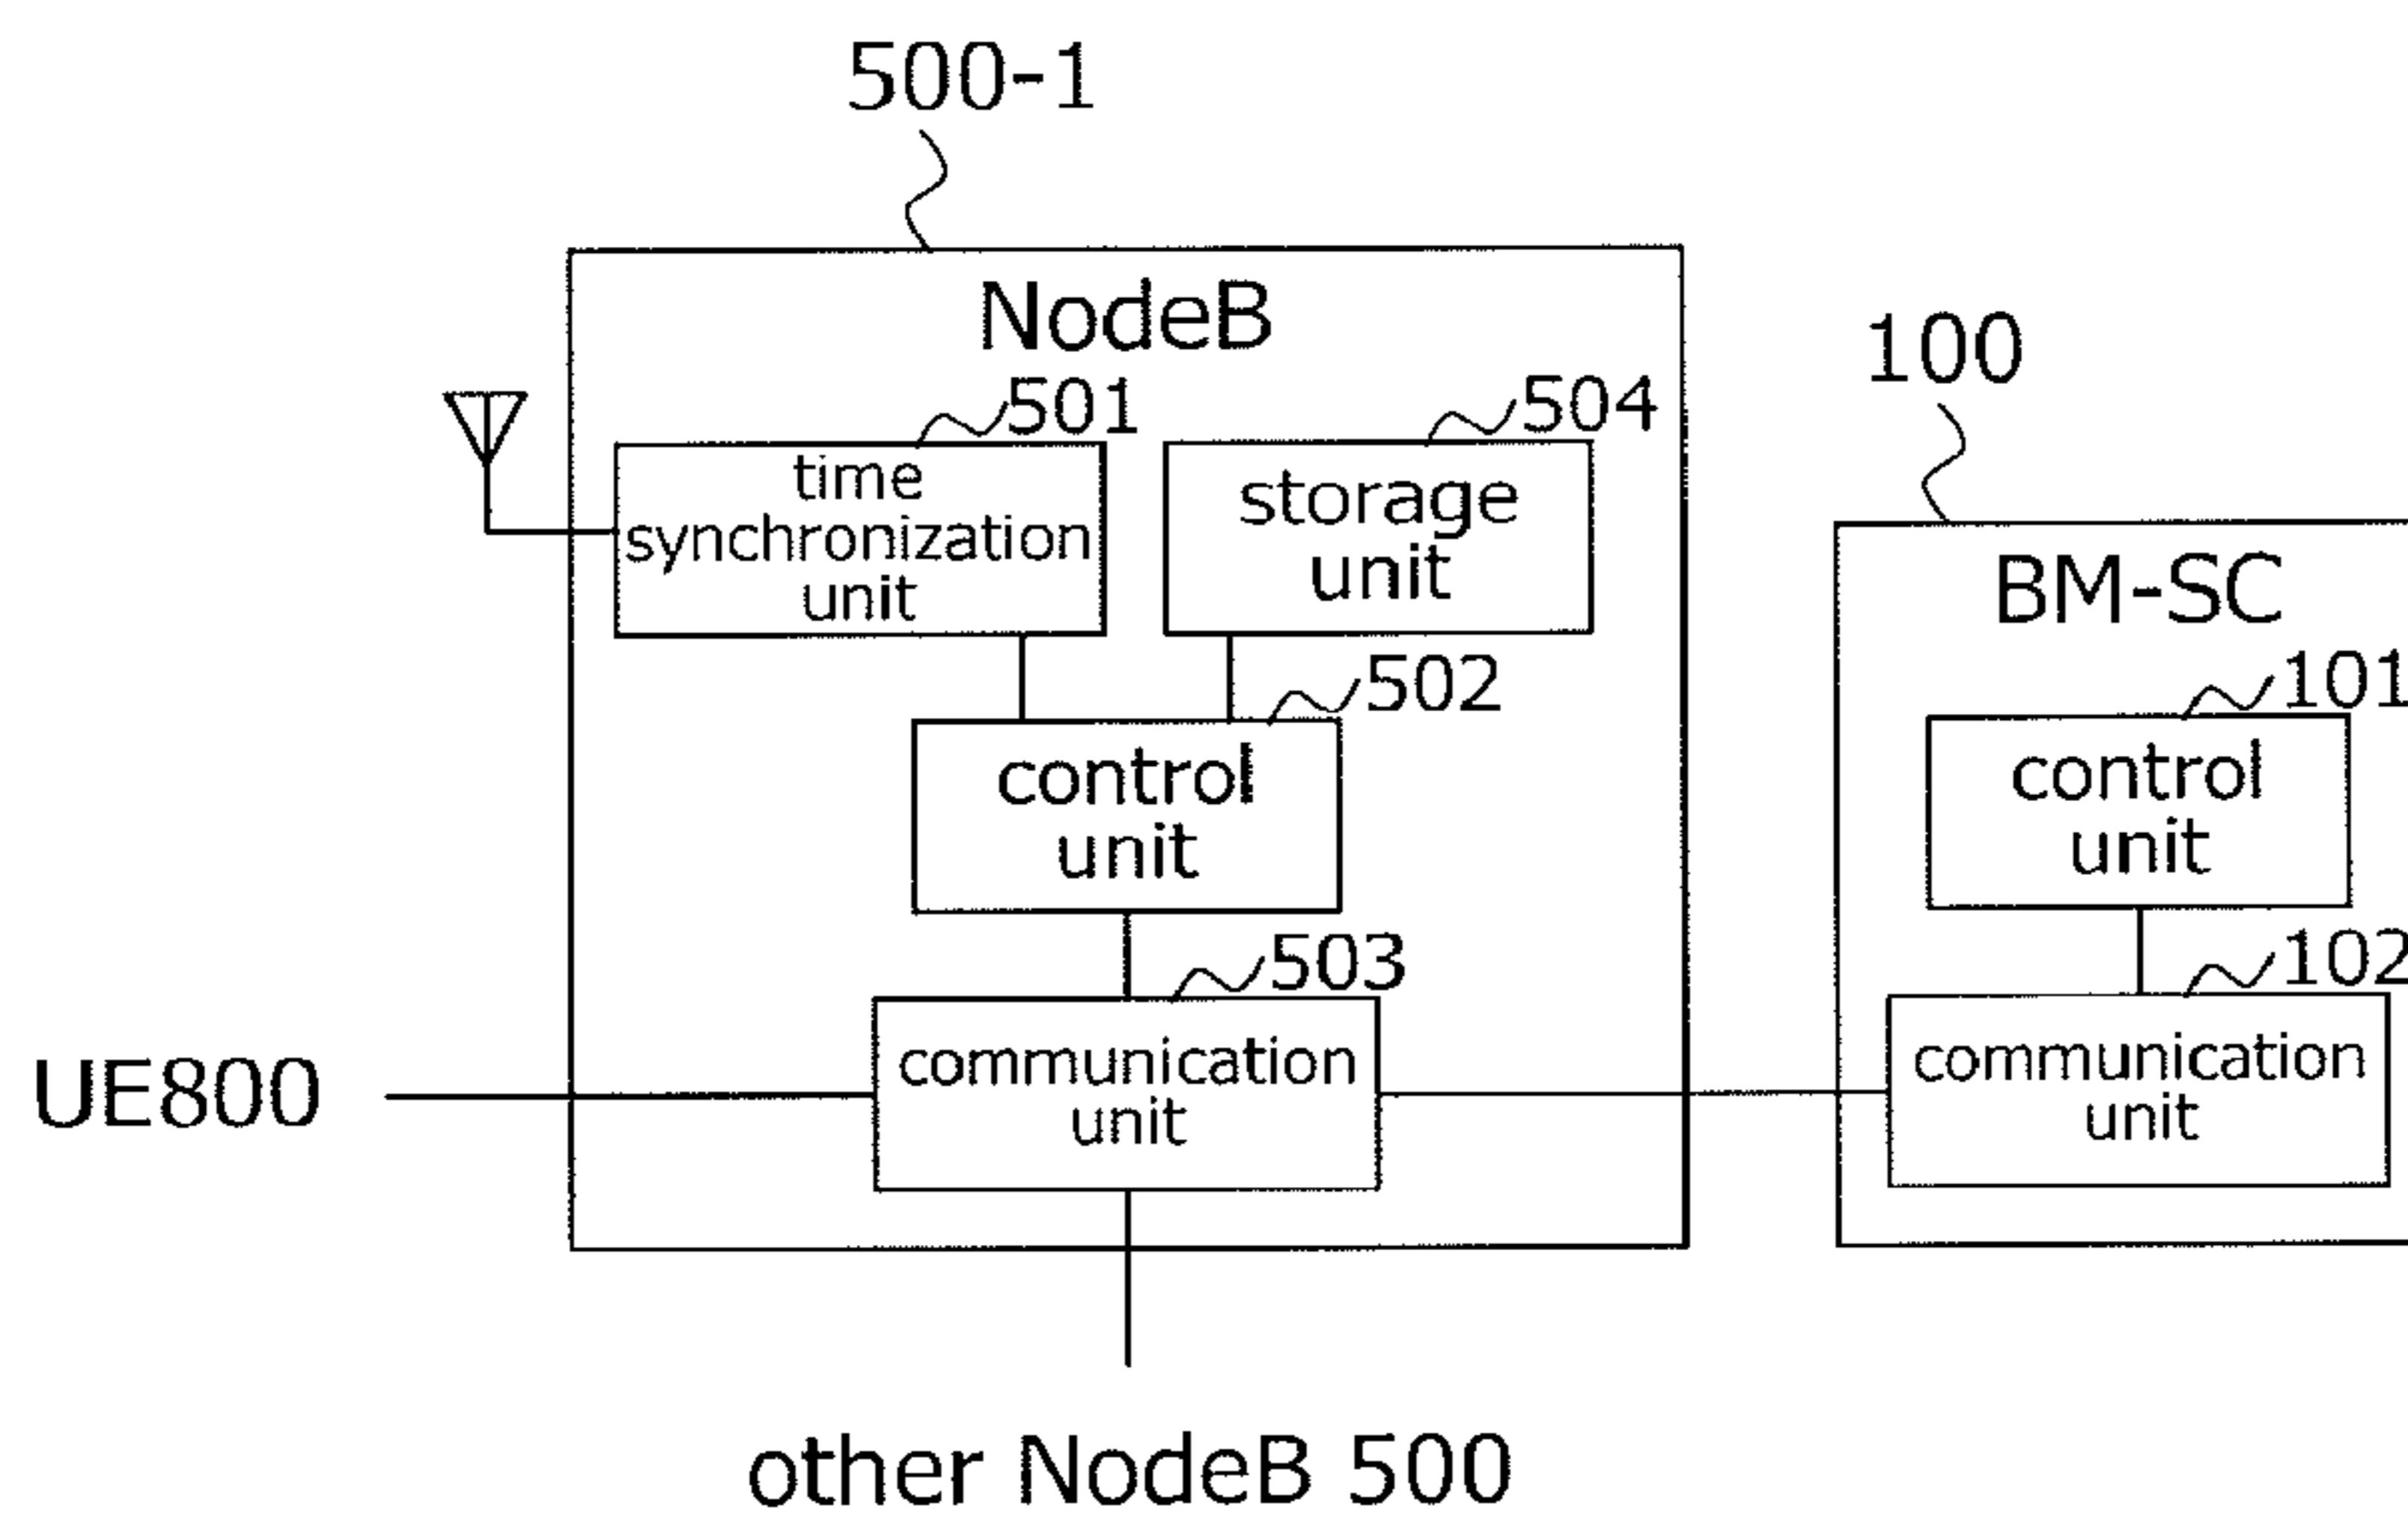 500-1
NodeB
100
501
504
time
synchronization
unit
storage
unit
BM-SC
502
101
control
unit
control
unit
503
102
communication
unit
communication
unit
UE800
other NodeB 500